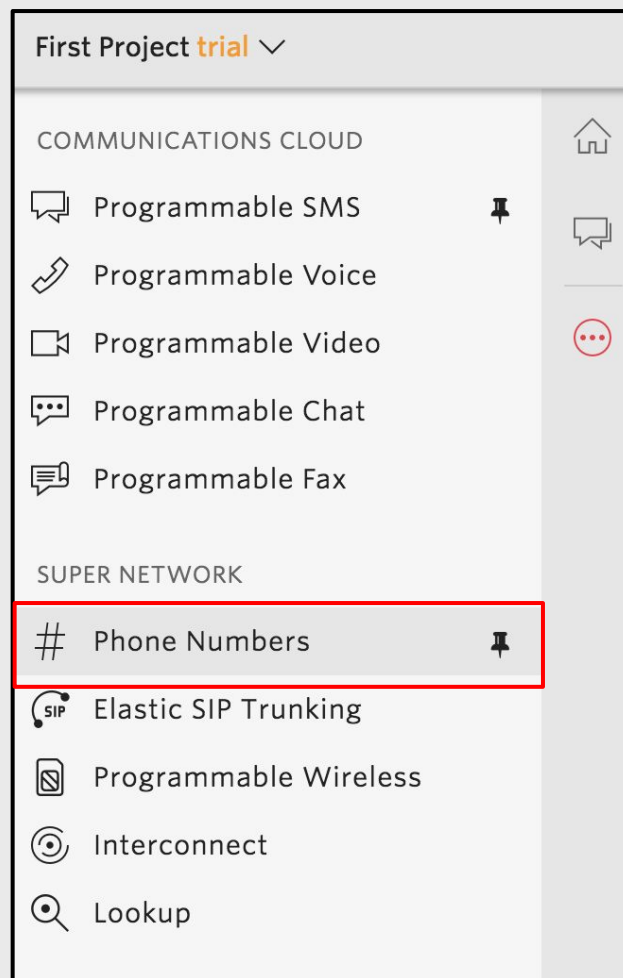 First Project trial
COMMUNICATIONS CLOUD
Programmable SMS
Programmable Voice
Programmable Video
Programmable Chat
Programmable Fax
SUPER NETWORK
# Phone Numbers
SIP Elastic SIP Trunking
Programmable Wireless
Interconnect
Lookup